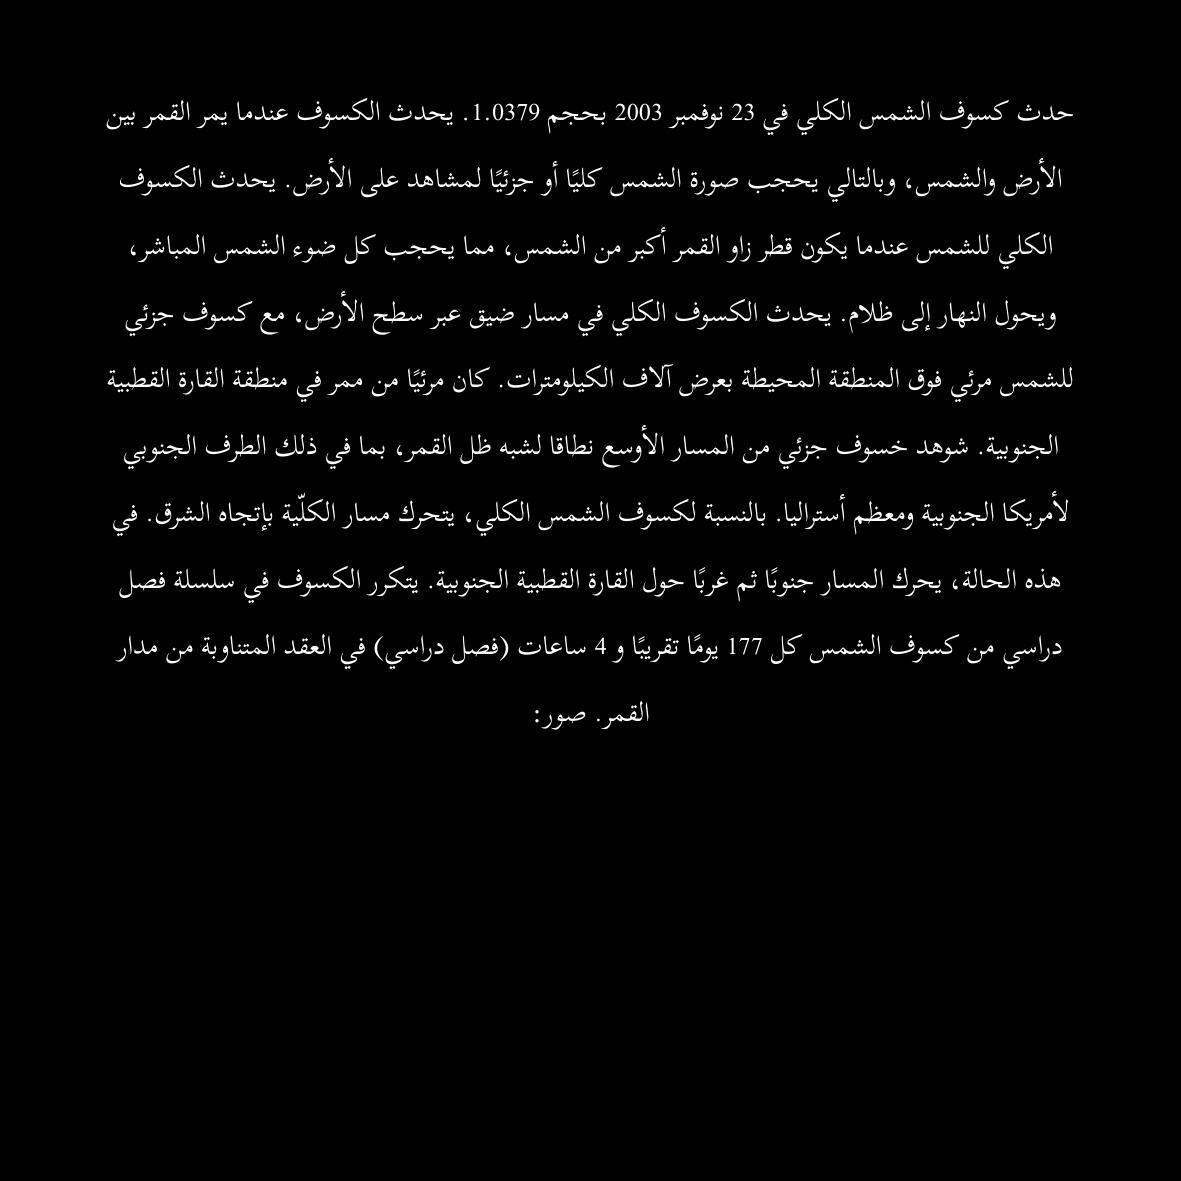 حدث كسوف الشمس الكلي في 23 نوفمبر 2003 بحجم 1.0379. يحدث الكسوف عندما يمر القمر بين
الأرض والشمس، وبالتالي يحجب صورة الشمس كليًا أو جزئيًا لمشاهد على الأرض. يحدث الكسوف
الكلي للشمس عندما يكون قطر زاو القمر أكبر من الشمس، مما يحجب كل ضوء الشمس المباشر،
ويحول النهار إلى ظلام. يحدث الكسوف الكلي في مسار ضيق عبر سطح الأرض، مع كسوف جزئي
للشمس مرئي فوق المنطقة المحيطة بعرض آلاف الكيلومترات. كان مرئيًا من ممر في منطقة القارة القطبية
الجنوبية. شوهد خسوف جزئي من المسار الأوسع نطاقا لشبه ظل القمر، بما في ذلك الطرف الجنوبي
لأمريكا الجنوبية ومعظم أستراليا. بالنسبة لكسوف الشمس الكلي، يتحرك مسار الكلّية بإتجاه الشرق. في
هذه الحالة، يحرك المسار جنوبًا ثم غربًا حول القارة القطبية الجنوبية. يتكرر الكسوف في سلسلة فصل
دراسي من كسوف الشمس كل 177 يومًا تقريبًا و 4 ساعات (فصل دراسي) في العقد المتناوبة من مدار
القمر. صور: